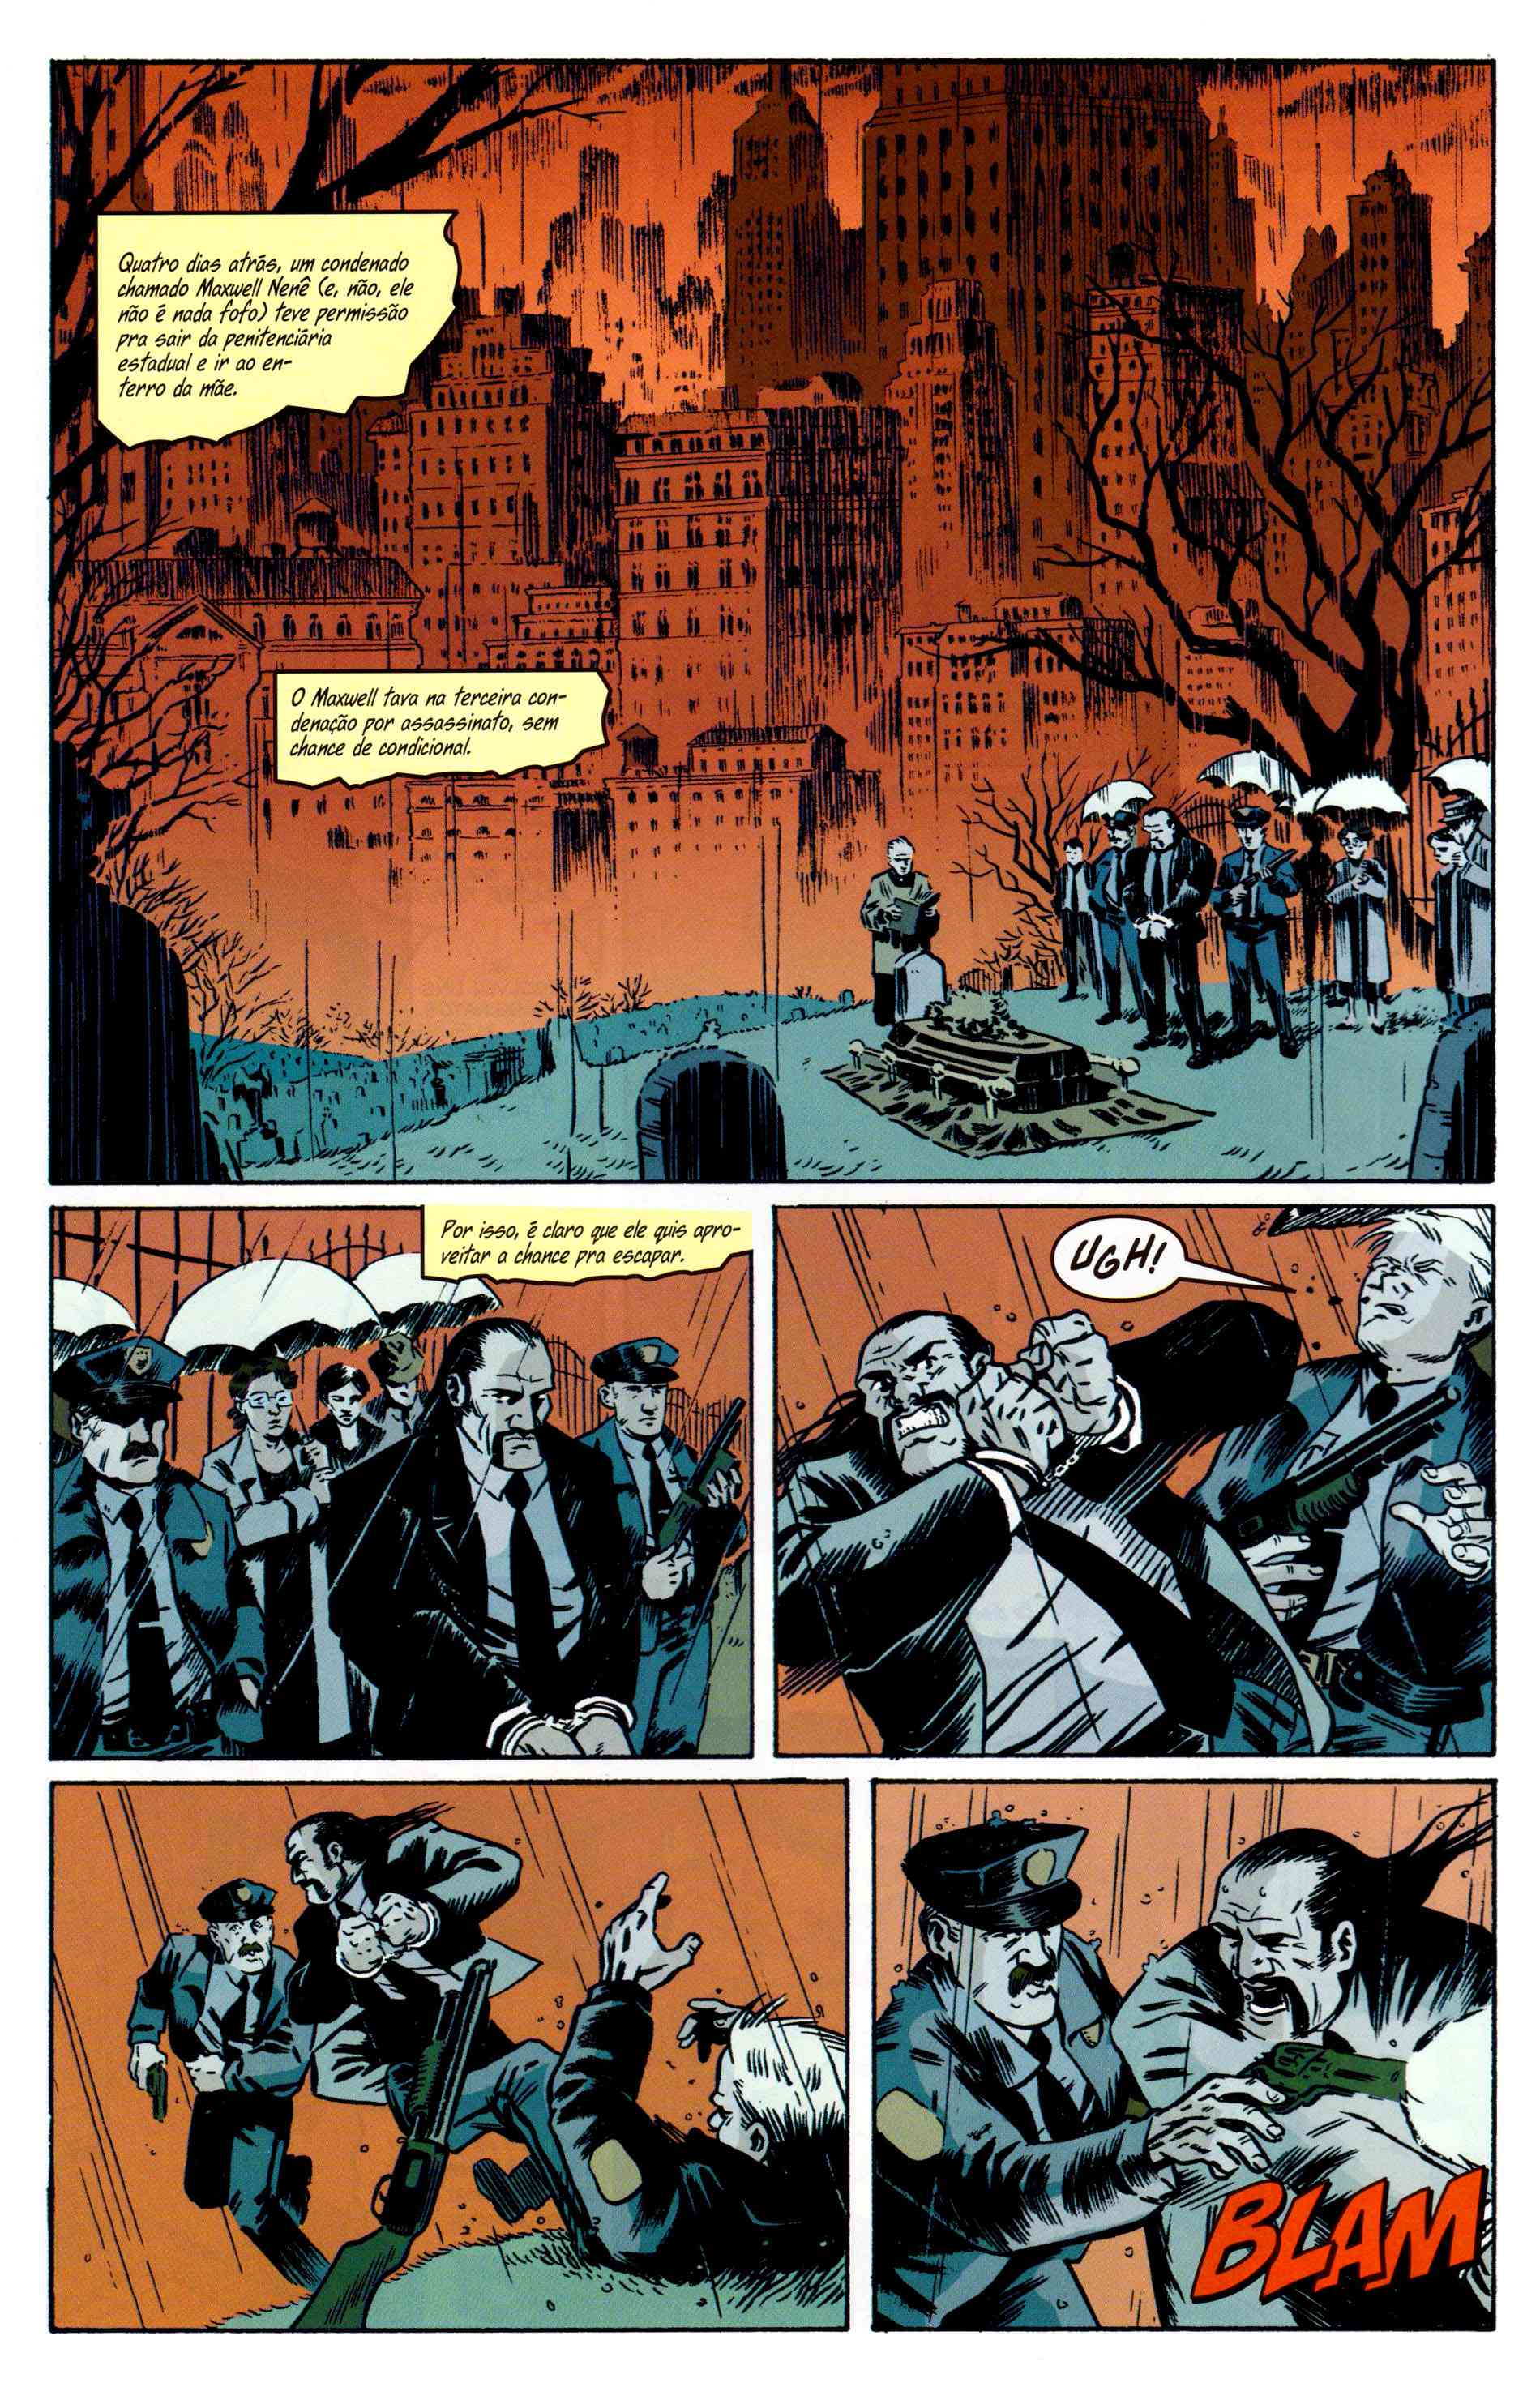 Quatro dias atrás, um condenado
chamado Maxwell Nenê (e, não, ele
não é nada fofo) teve permissão
pra sair da penitenciária
estadual e ir ao en-
terro da mãe.
O Maxwell tava na terceira con-
denação por assassinato, sem
chance de condicional.
Por isso, é claro que ele quis apro-
veitar a chance pra escapar.
UGH!
BLAM